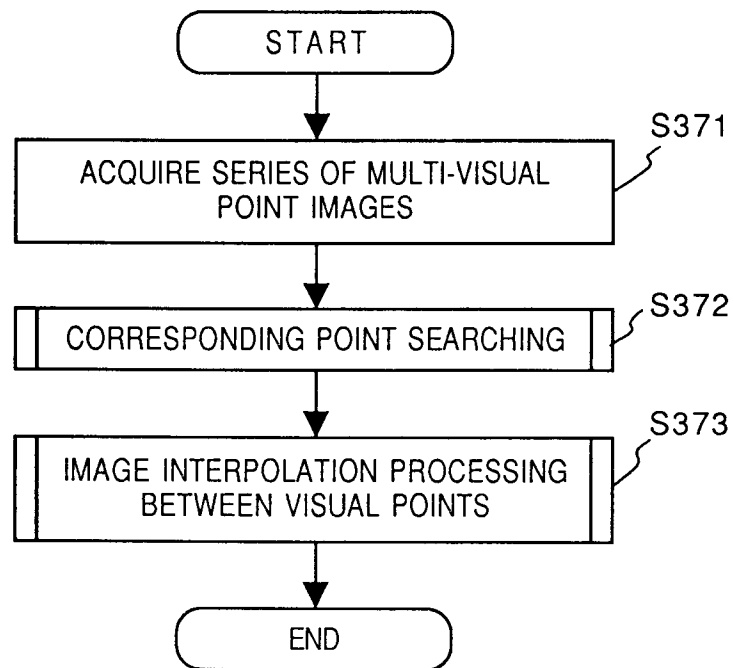 START
S371
ACQUIRE SERIES OF MULTI-VISUAL
POINT IMAGES
S372
CORRESPONDING POINT SEARCHING
S373
IMAGE INTERPOLATION PROCESSING
BETWEEN VISUAL POINTS
END